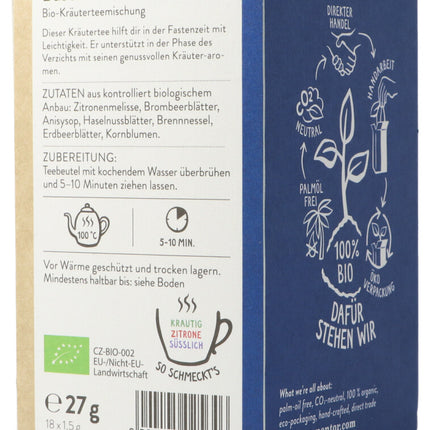 Bio-Kräuterteemischung
Dieser Kräutertee hilft dir in der Fastenzeit mit
Leichtigkeit. Er unterstützt in der Phase des
Verzichts mit seinen genussvollen Kräuter-aro-
men.
ZUTATEN aus kontrolliert biologischem
Anbau: Zitronenmelisse, Brombeerblätter,
Anisysop, Haselnussblätter, Brennnessel,
Erdbeerblätter, Kornblumen.
ZUBEREITUNG:
Teebeutel mit kochendem Wasser überbrühen
und 5–10 Minuten ziehen lassen.
100°C
5-10 MIN.
Vor Wärme geschützt und trocken lagern.
Mindestens haltbar bis: siehe Boden
CZ-BIO-002
EU-/Nicht-EU-
Landwirtschaft
KRAUTIG
ZITRONE
SÜSSLICH
SO SCHMECKT'S
℮ 27 g
18 x 1.5 g
DIREKTER
HANDEL
HANDARBEIT
CO2
NEUTRAL
PALMÖL
FREI
100%
BIO
ÖKO
VERPACKUNG
DAFÜR
STEHEN WIR
What we're all about:
palm-oil free, CO2-neutral, 100 % organic,
eco-packaging, hand-crafted, direct trade